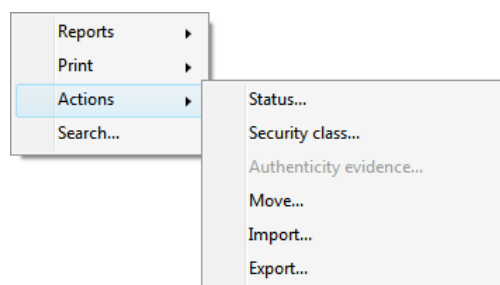 Reports
Print
Actions
Search...
Status...
Security class...
Authenticity evidence...
Move...
Import...
Export...